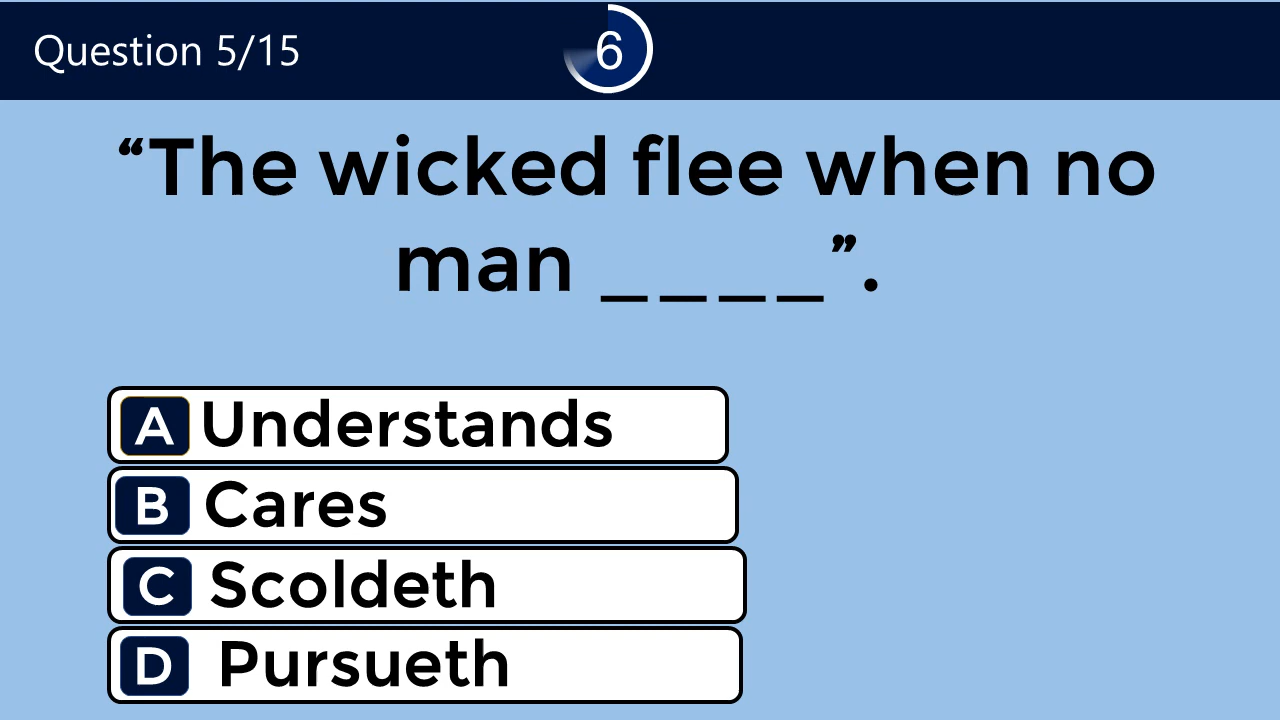 Question 5/15
6
“The wicked flee when no
man ____”.
A Understands
B Cares
C Scoldeth
D Pursueth